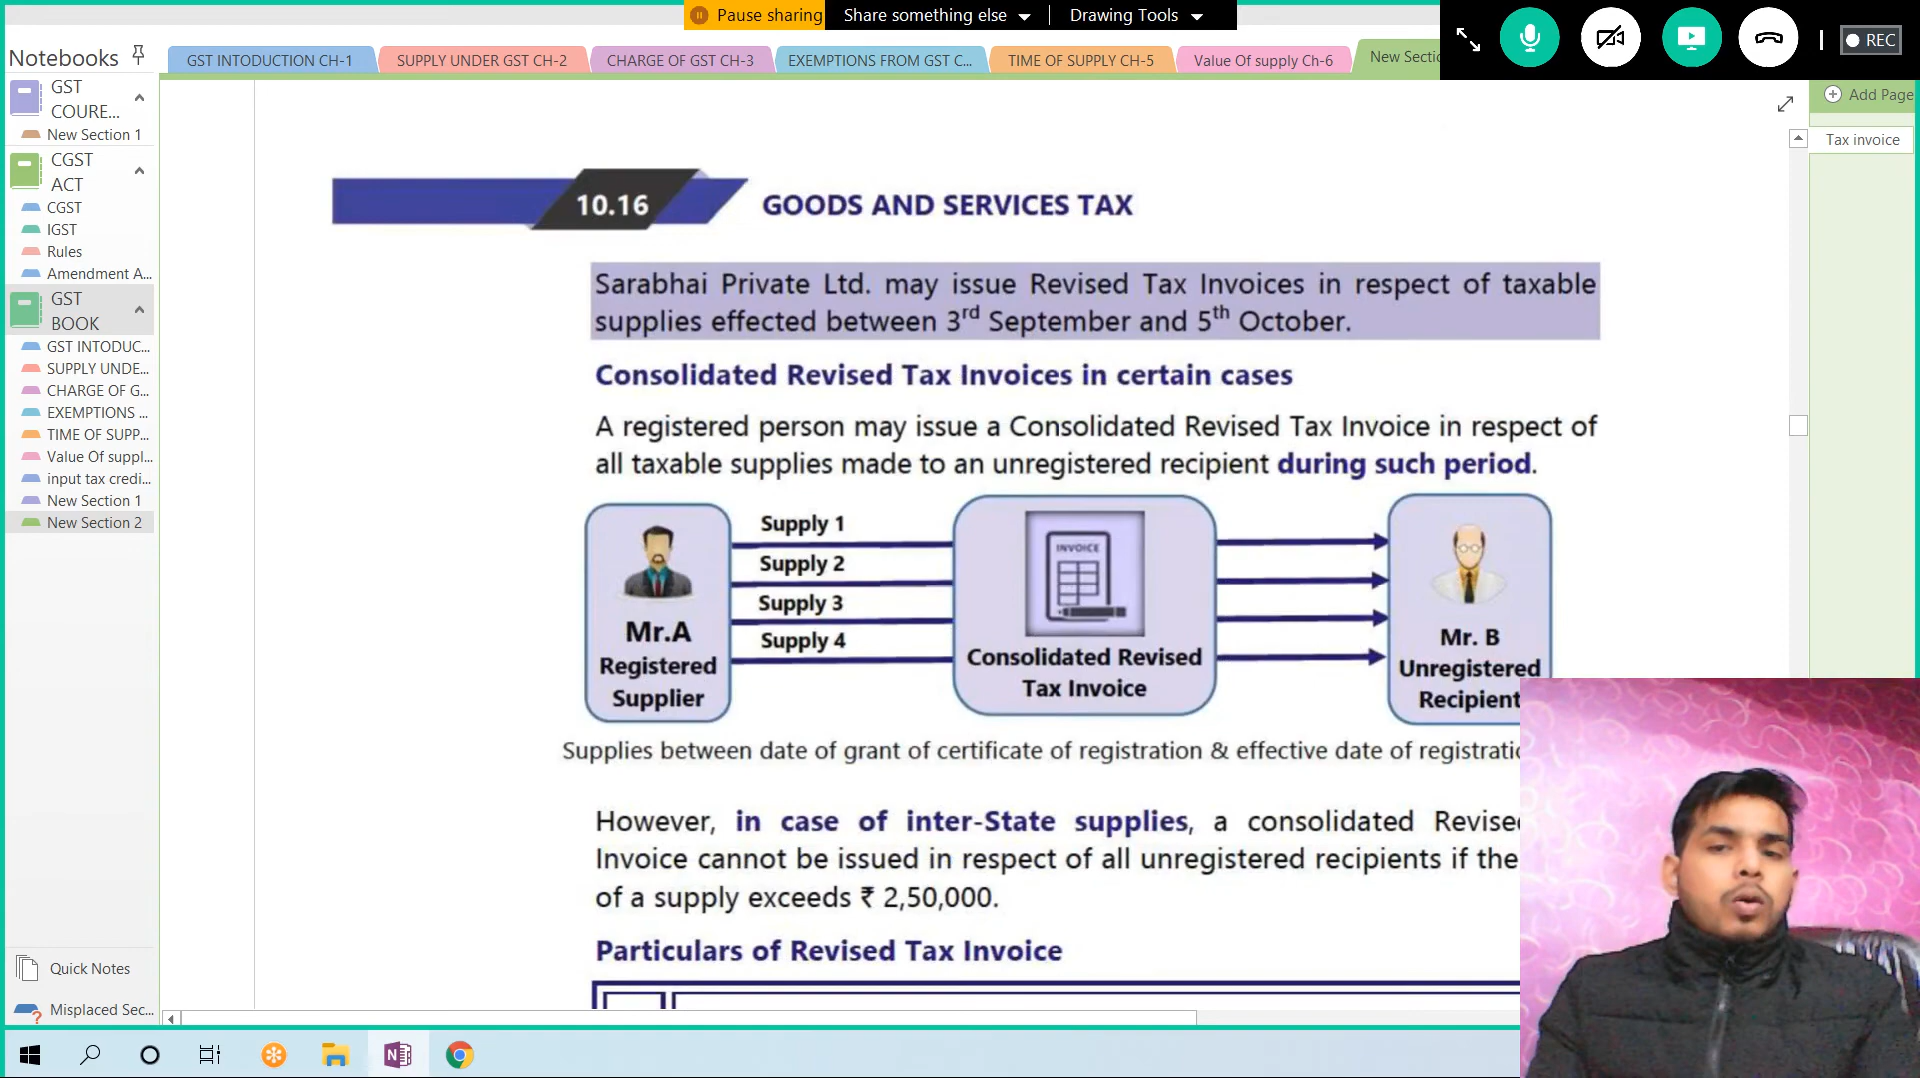 Pause sharing
Share something else
Drawing Tools
REC
Notebooks
GST INTODUCTION CH-1
SUPPLY UNDER GST CH-2
CHARGE OF GST CH-3
EXEMPTIONS FROM GST C...
TIME OF SUPPLY CH-5
Value Of supply Ch-6
New Sectio
Add Page
Tax invoice
GST
COURE...
New Section 1
CGST
ACT
CGST
IGST
Rules
Amendment A...
GST
BOOK
GST INTODUC...
SUPPLY UNDE...
CHARGE OF G...
EXEMPTIONS ...
TIME OF SUPP...
Value Of suppl...
input tax credi...
New Section 1
New Section 2
Quick Notes
Misplaced Sec...
10.16 GOODS AND SERVICES TAX
Sarabhai Private Ltd. may issue Revised Tax Invoices in respect of taxable
supplies effected between 3rd September and 5th October.
Consolidated Revised Tax Invoices in certain cases
A registered person may issue a Consolidated Revised Tax Invoice in respect of
all taxable supplies made to an unregistered recipient during such period.
Supply 1
Supply 2
Supply 3
Supply 4
Mr.A
Registered
Supplier
INVOICE
Consolidated Revised
Tax Invoice
Mr. B
Unregistered
Recipient
Supplies between date of grant of certificate of registration & effective date of registratio
However, in case of inter-State supplies, a consolidated Revised
Invoice cannot be issued in respect of all unregistered recipients if the
of a supply exceeds ₹ 2,50,000.
Particulars of Revised Tax Invoice